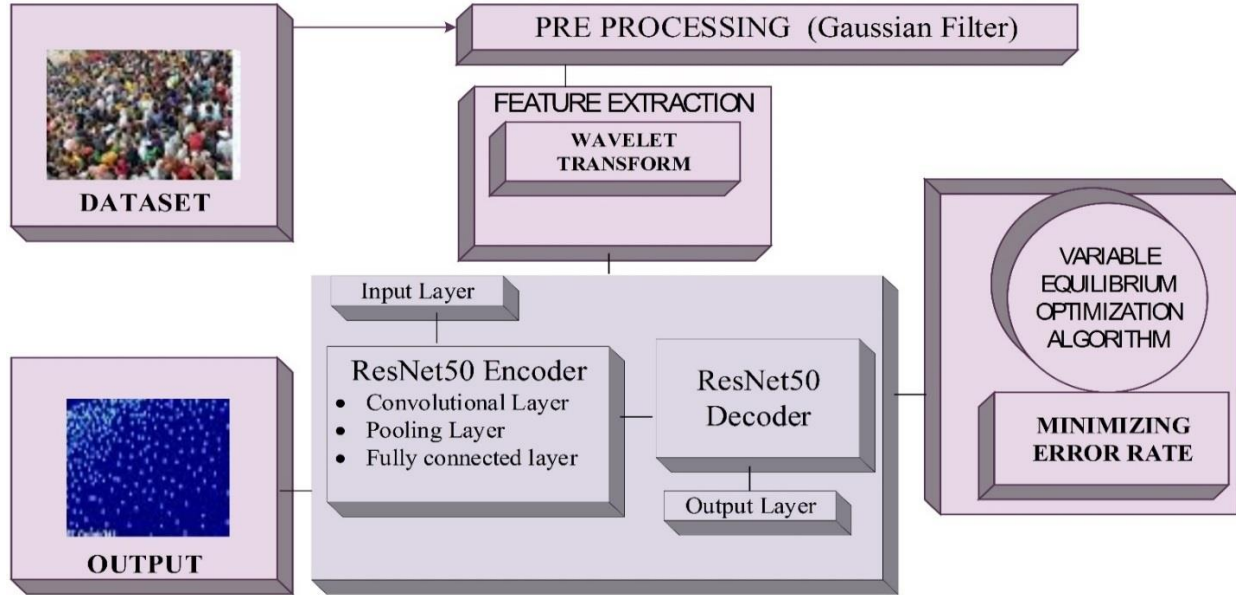 PRE PROCESSING (Gaussian Filter)
DATASET
FEATURE EXTRACTION
WAVELET
TRANSFORM
Input Layer
ResNet50 Encoder
• Convolutional Layer
• Pooling Layer
• Fully connected layer
ResNet50
Decoder
Output Layer
VARIABLE
EQUILIBRIUM
OPTIMIZATION
ALGORITHM
MINIMIZING
ERROR RATE
OUTPUT